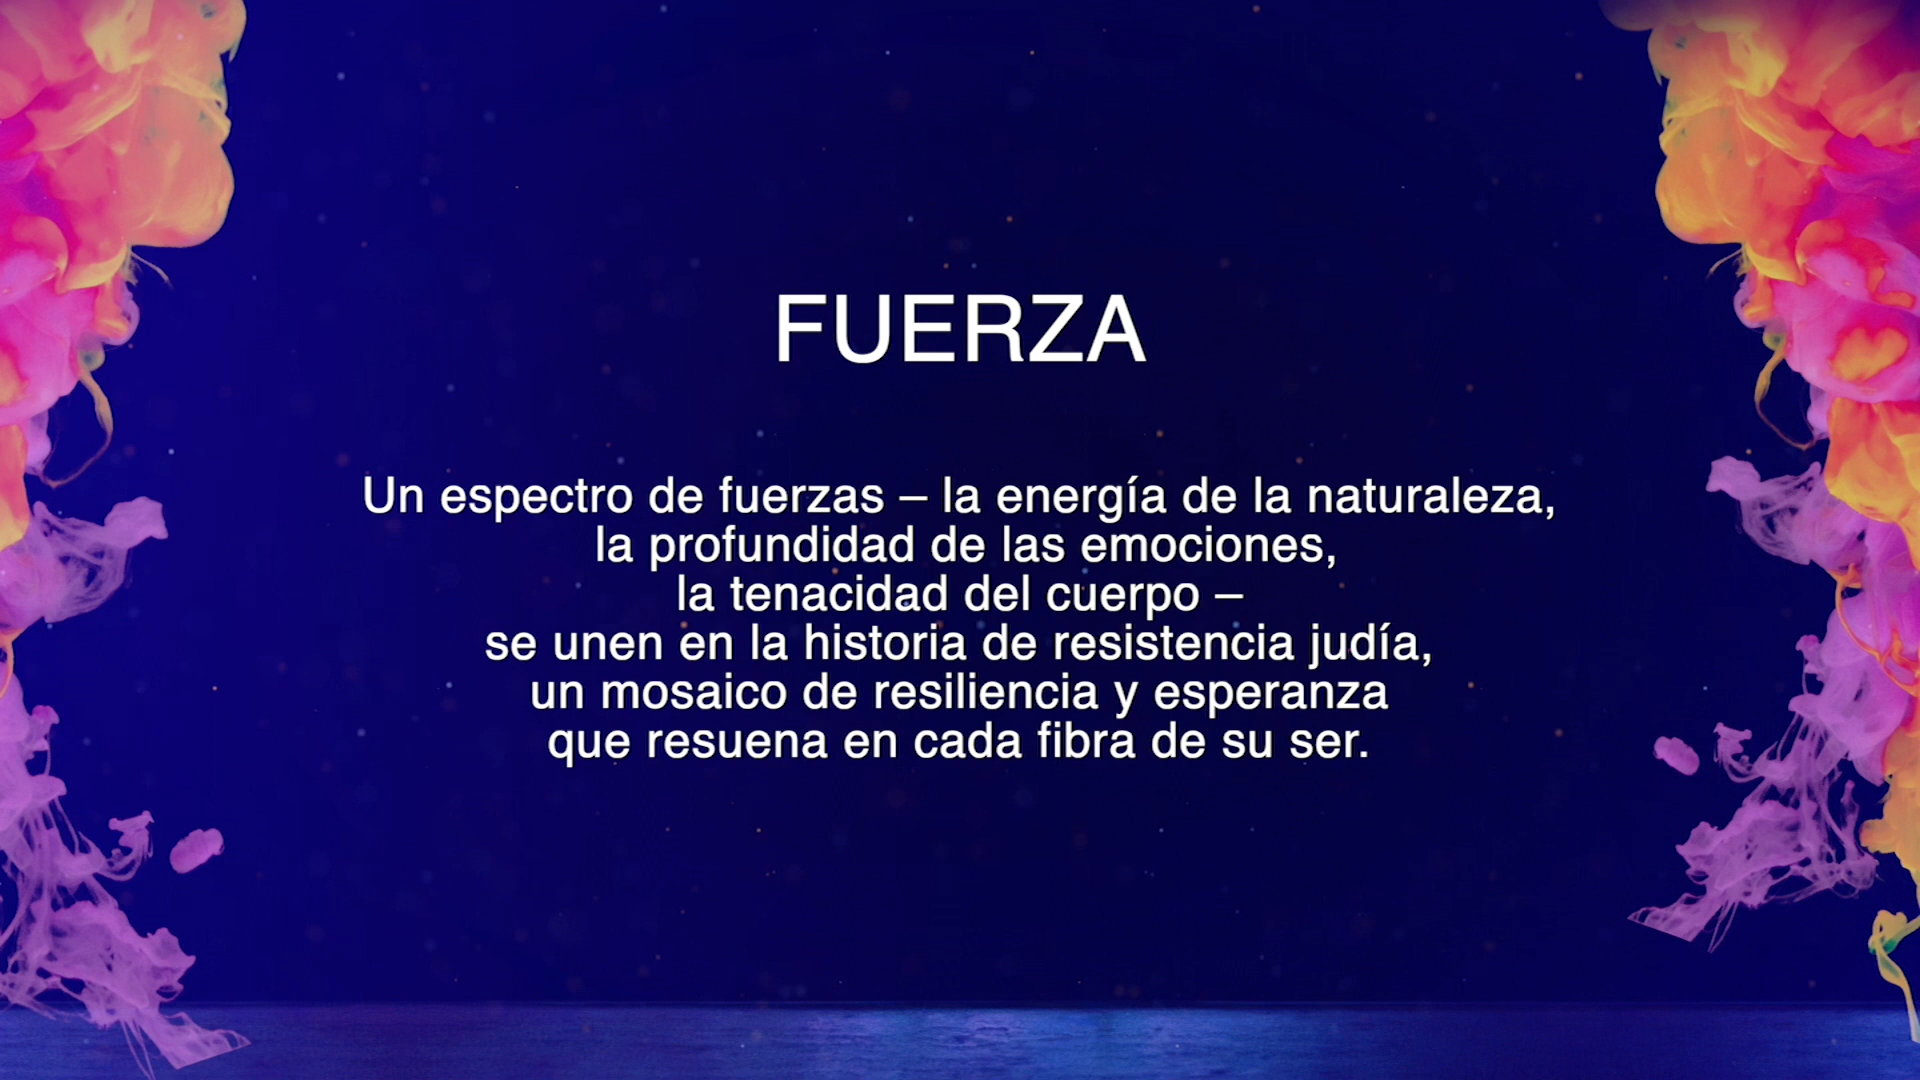 FUERZA
Un espectro de fuerzas – la energía de la naturaleza,
la profundidad de las emociones,
la tenacidad del cuerpo –
se unen en la historia de resistencia judía,
un mosaico de resiliencia y esperanza
que resuena en cada fibra de su ser.